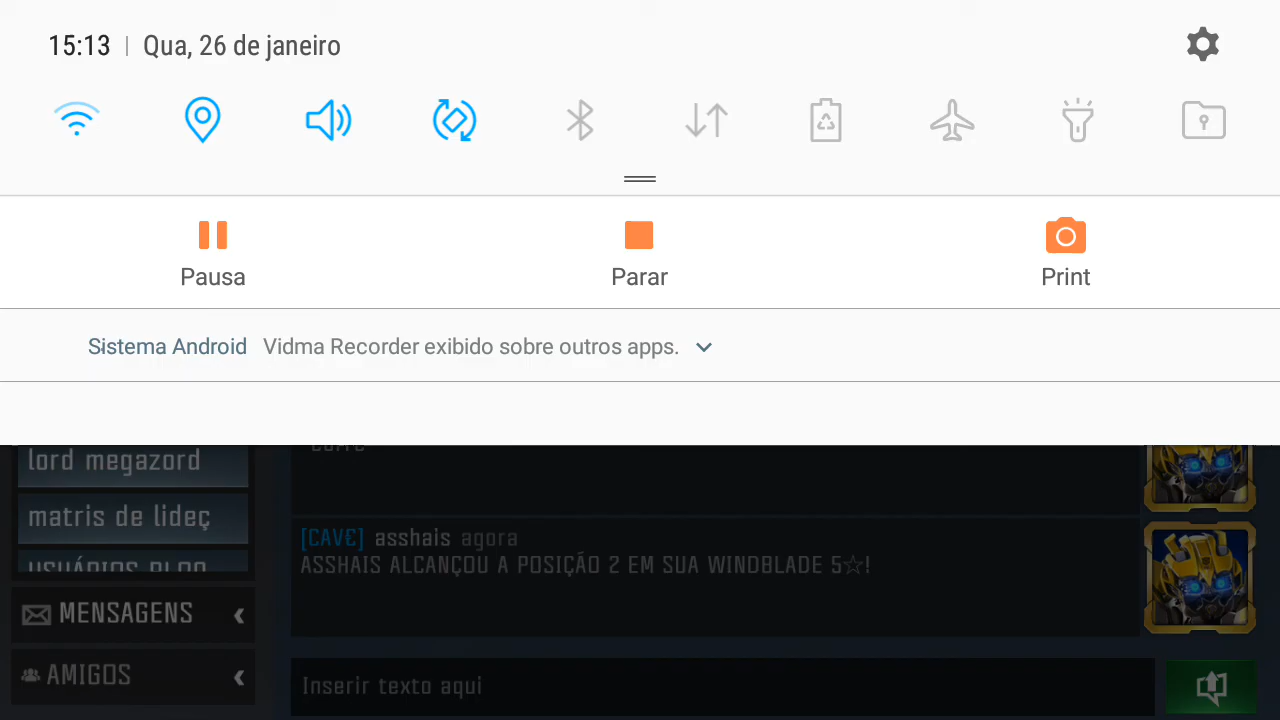 15:13 | Qua, 26 de janeiro
Pausa
Parar
Print
Sistema Android Vidma Recorder exibido sobre outros apps.
lord megazord
matris de lideç
[CAV€] asshais agora
ASSHAIS ALCANÇOU A POSIÇÃO 2 EM SUA WINDBLADE 5☆!
MENSAGENS
AMIGOS
Inserir texto aqui